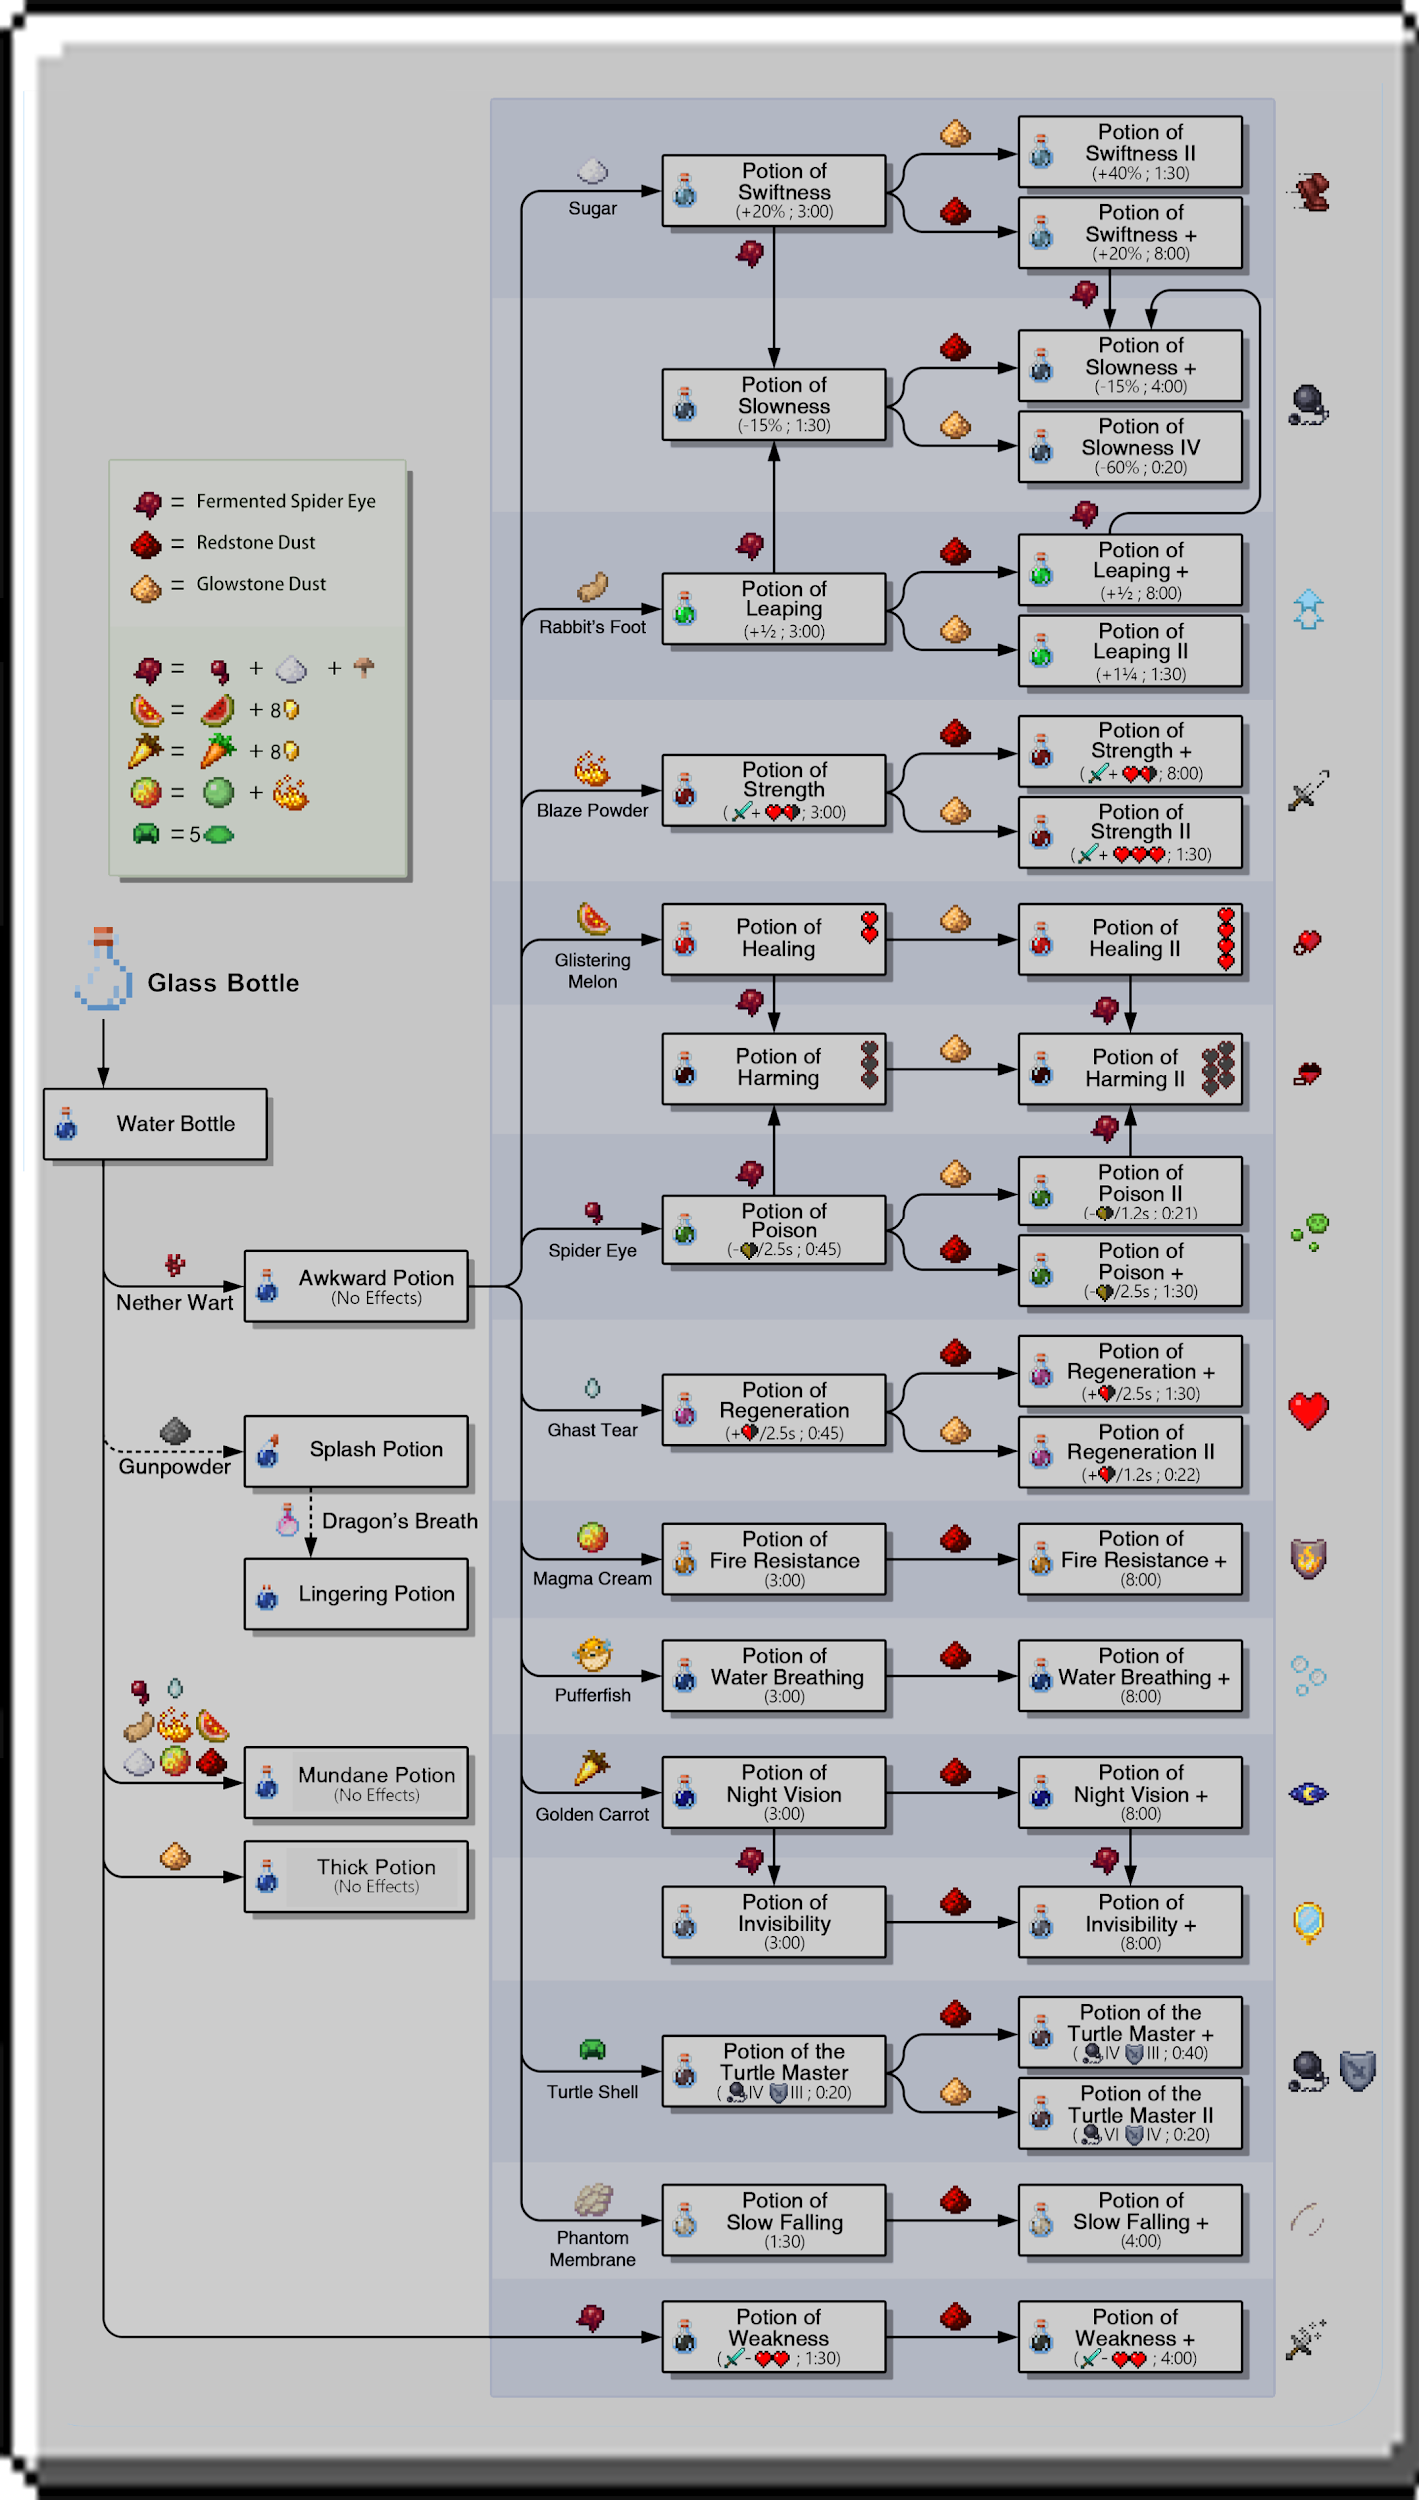 Sugar
Potion of
Swiftness
(+20% ; 3:00)
Potion of
Swiftness II
(+40% ; 1:30)
Potion of
Swiftness +
(+20% ; 8:00)
Potion of
Slowness
(-15% ; 1:30)
Potion of
Slowness +
(-15% ; 4:00)
Potion of
Slowness IV
(-60% ; 0:20)
= Fermented Spider Eye
= Redstone Dust
= Glowstone Dust
= + +
= + 8
= + 8
= +
= 5
Rabbit's Foot
Potion of
Leaping
(+½ ; 3:00)
Potion of
Leaping +
(+½ ; 8:00)
Potion of
Leaping II
(+1¼ ; 1:30)
Blaze Powder
Potion of
Strength
( + ; 3:00)
Potion of
Strength +
( + ; 8:00)
Potion of
Strength II
( + ; 1:30)
Glistering
Melon
Potion of
Healing
Potion of
Healing II
Glass Bottle
Potion of
Harming
Potion of
Harming II
Water Bottle
Spider Eye
Potion of
Poison
(- /2.5s ; 0:45)
Potion of
Poison II
(- /1.2s ; 0:21)
Potion of
Poison +
(- /2.5s ; 1:30)
Nether Wart
Awkward Potion
(No Effects)
Ghast Tear
Potion of
Regeneration
(+ /2.5s ; 0:45)
Potion of
Regeneration +
(+ /2.5s ; 1:30)
Potion of
Regeneration II
(+ /1.2s ; 0:22)
Gunpowder
Splash Potion
Dragon's Breath
Lingering Potion
Magma Cream
Potion of
Fire Resistance
(3:00)
Potion of
Fire Resistance +
(8:00)
Pufferfish
Potion of
Water Breathing
(3:00)
Potion of
Water Breathing +
(8:00)
Mundane Potion
(No Effects)
Thick Potion
(No Effects)
Golden Carrot
Potion of
Night Vision
(3:00)
Potion of
Night Vision +
(8:00)
Potion of
Invisibility
(3:00)
Potion of
Invisibility +
(8:00)
Turtle Shell
Potion of the
Turtle Master
( IV III ; 0:20)
Potion of the
Turtle Master +
( IV III ; 0:40)
Potion of the
Turtle Master II
( VI IV ; 0:20)
Phantom
Membrane
Potion of
Slow Falling
(1:30)
Potion of
Slow Falling +
(4:00)
Potion of
Weakness
( - ; 1:30)
Potion of
Weakness +
( - ; 4:00)